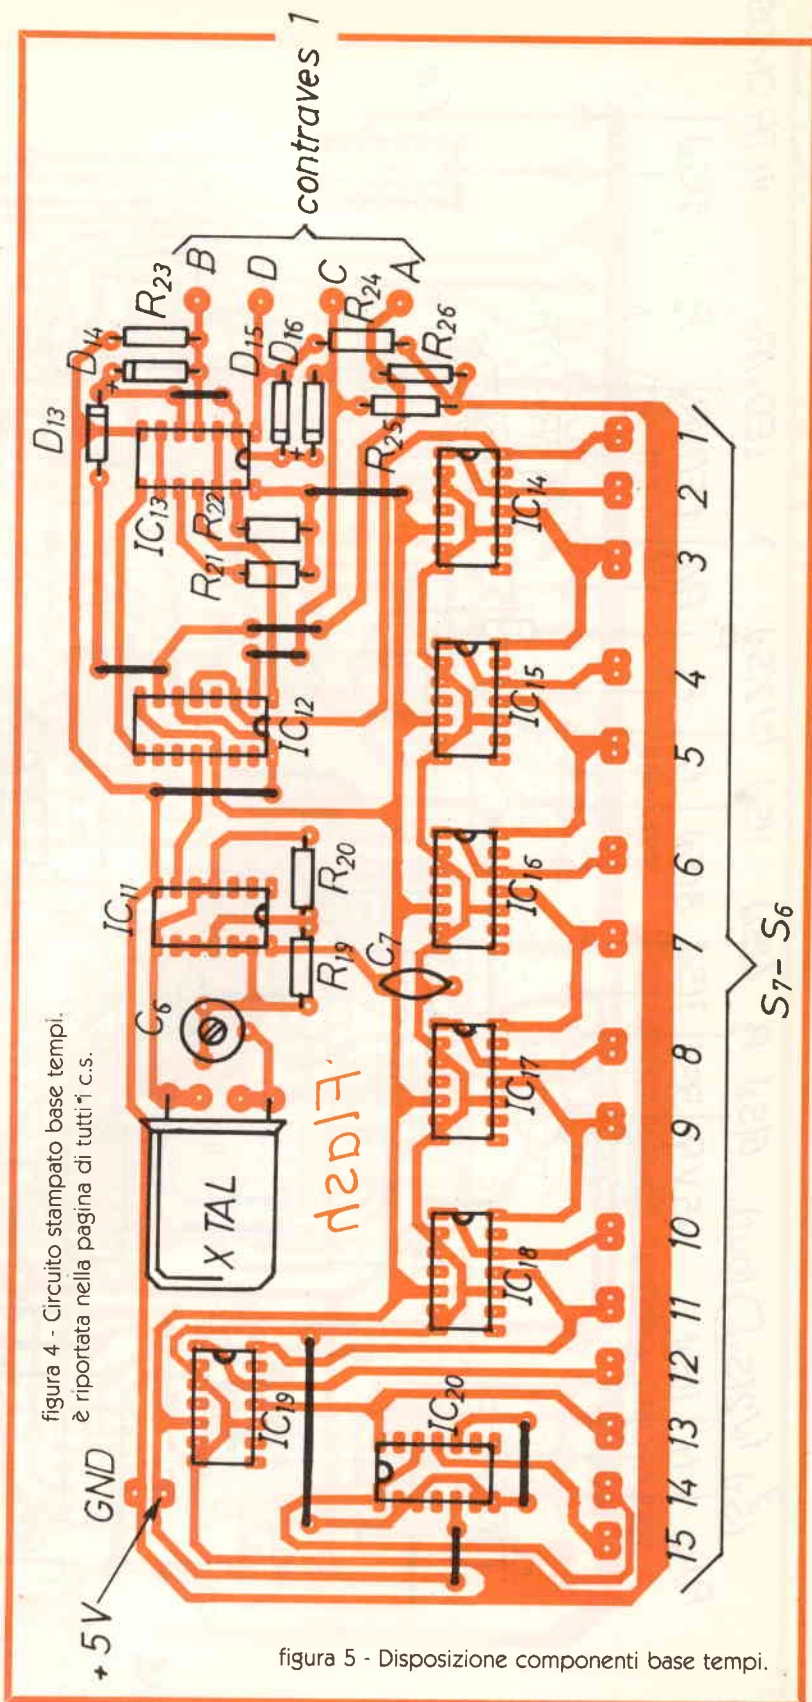 figura 4 - Circuito stampato base tempi.
è riportata nella pagina di tutti i c.s.
contraves 1
B
D
C
A
R23
D14
D13
D15
D16
R24
R26
R25
IC13
R22
R21
IC12
IC11
R20
R19
C6
C7
X TAL
Flash
GND
+5V
IC14
IC15
IC16
IC17
IC18
IC19
IC20
1
2
3
4
5
6
7
8
9
10
11
12
13
14
15
S7-S6
figura 5 - Disposizione componenti base tempi.